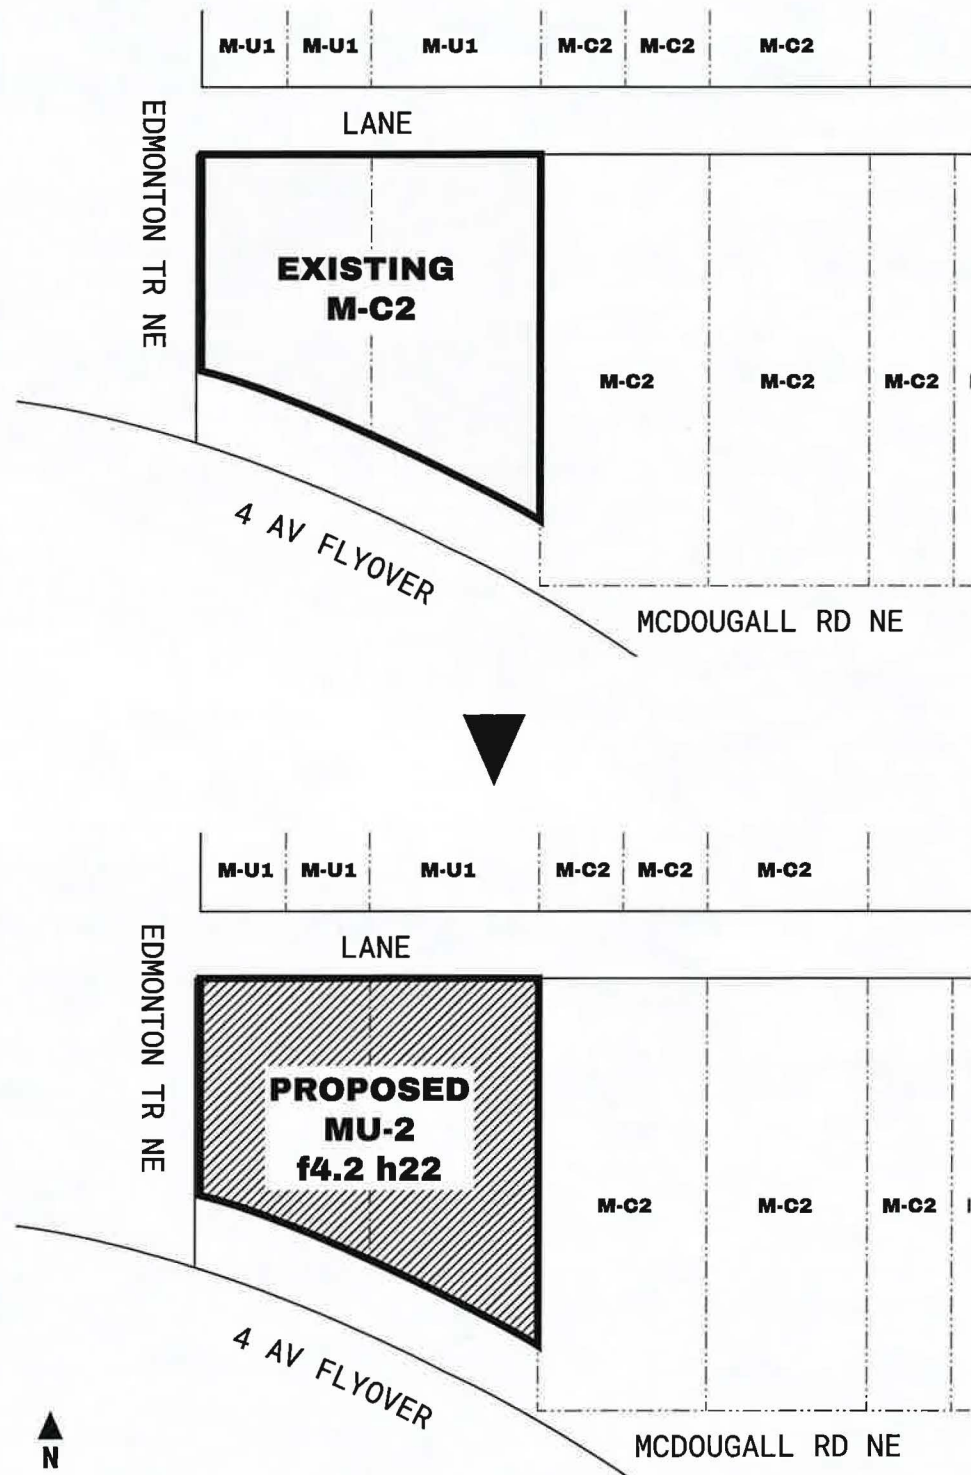 M-U1 M-U1 M-U1 M-C2 M-C2 M-C2
LANE
EDMONTON TR NE
EXISTING
M-C2
M-C2 M-C2 M-C2
4 AV FLYOVER
MCDOUGALL RD NE
M-U1 M-U1 M-U1 M-C2 M-C2 M-C2
LANE
EDMONTON TR NE
PROPOSED
MU-2
f4.2 h22
M-C2 M-C2 M-C2
4 AV FLYOVER
MCDOUGALL RD NE
N